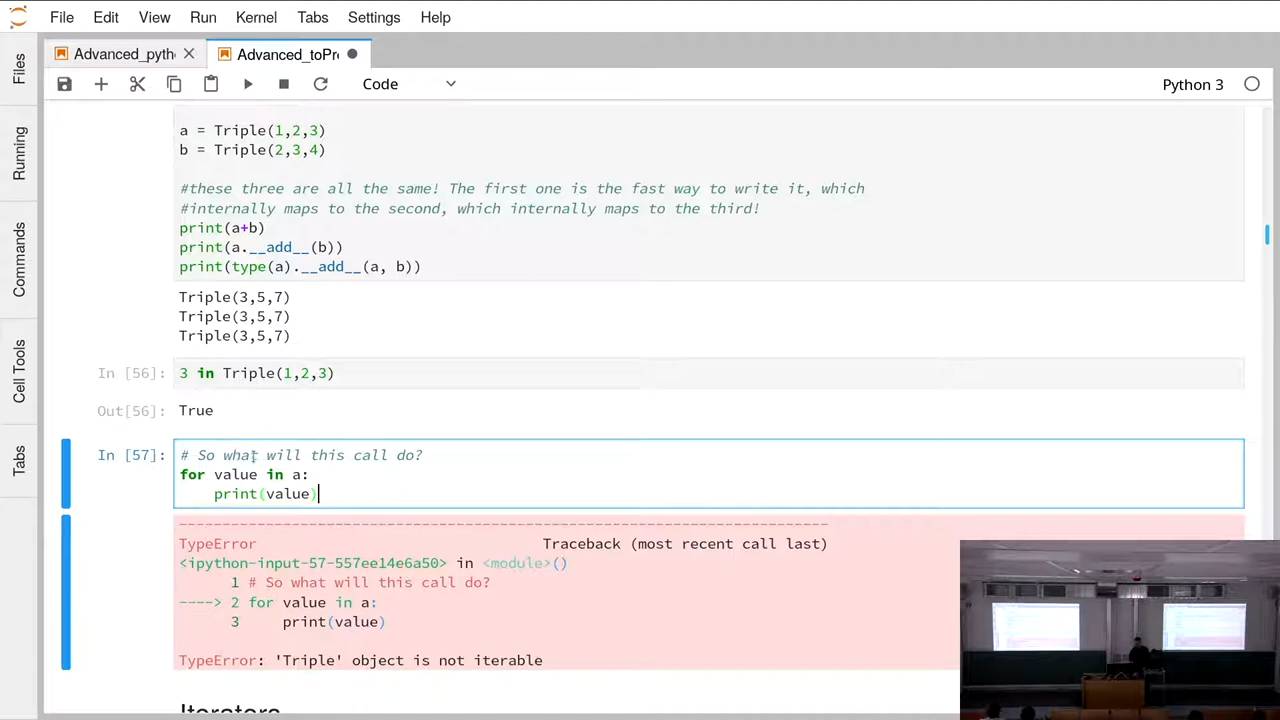 File Edit View Run Kernel Tabs Settings Help
Files
Running
Commands
Cell Tools
Tabs
Advanced_pyth
Advanced_toPr
Code
Python 3
a = Triple(1,2,3)
b = Triple(2,3,4)
#these three are all the same! The first one is the fast way to write it, which
#internally maps to the second, which internally maps to the third!
print(a+b)
print(a.__add__(b))
print(type(a).__add__(a, b))
Triple(3,5,7)
Triple(3,5,7)
Triple(3,5,7)
In [56]: 3 in Triple(1,2,3)
Out[56]: True
In [57]: # So what will this call do?
for value in a:
print(value)
--------------------------------------------------------------------------- 
TypeError Traceback (most recent call last)
<ipython-input-57-557ee14e6a50> in <module>()
1 # So what will this call do?
----> 2 for value in a:
3 print(value)
TypeError: 'Triple' object is not iterable
Iterators